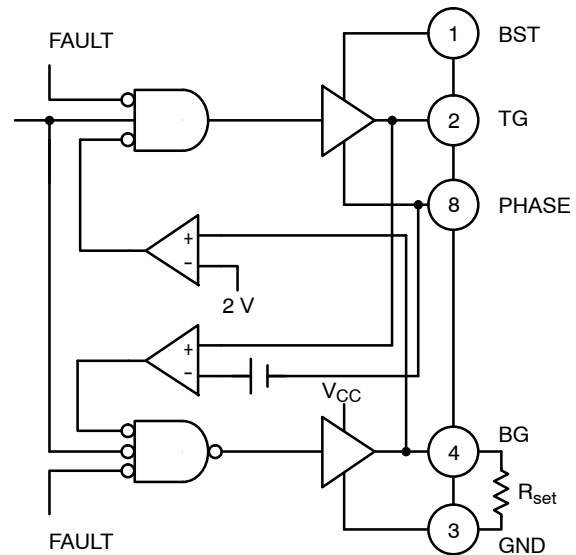 FAULT
1 BST
2 TG
8 PHASE
+
−
2 V
+
−
VCC
4 BG
Rset
3 GND
FAULT